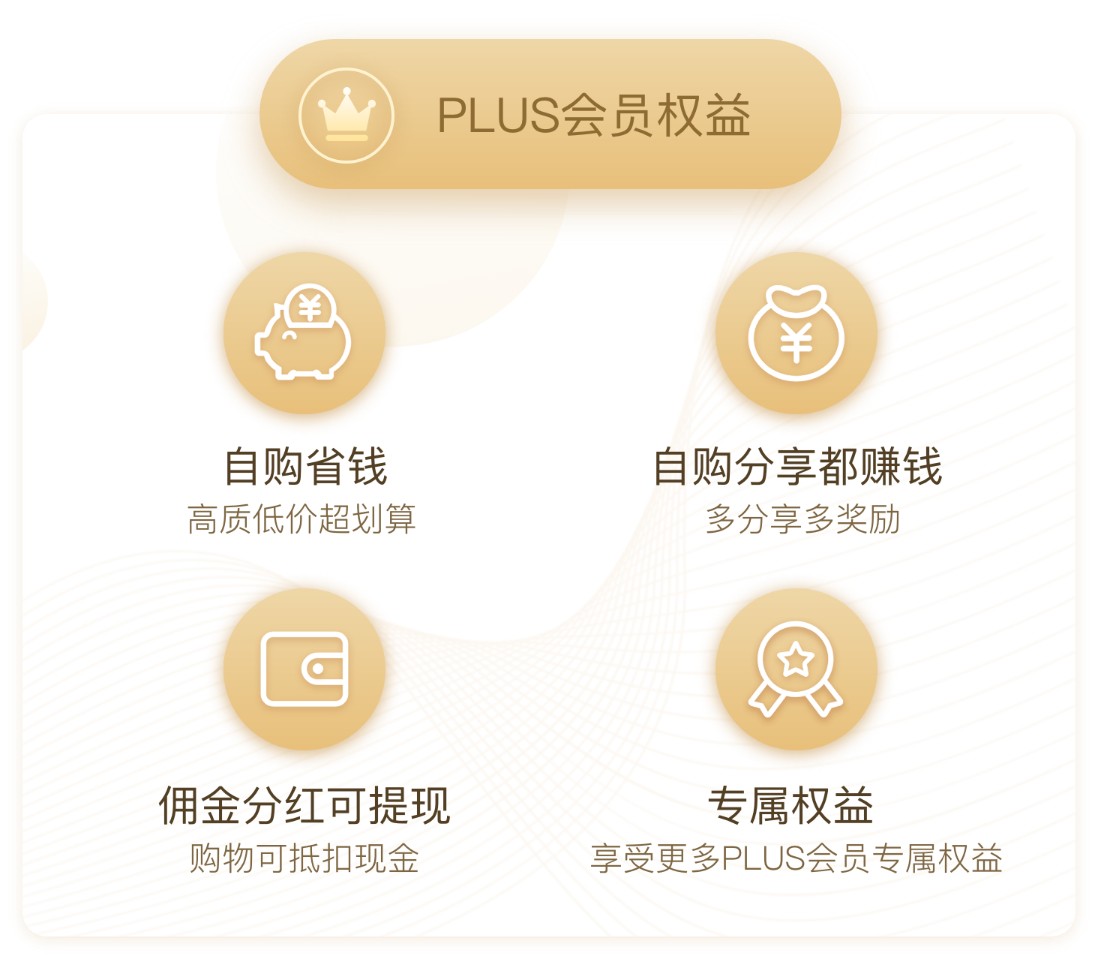 PLUS会员权益
自购省钱
高质低价超划算
自购分享都赚钱
多分享多奖励
佣金分红可提现
购物可抵扣现金
专属权益
享受更多PLUS会员专属权益